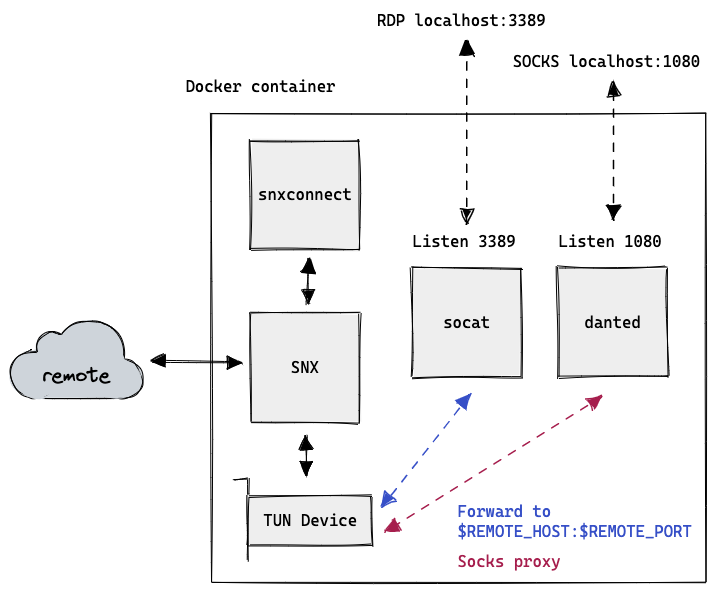 RDP localhost:3389
SOCKS localhost:1080
Docker container
snxconnect
Listen 3389
Listen 1080
socat
danted
SNX
remote
TUN Device
Forward to
$REMOTE_HOST:$REMOTE_PORT
Socks proxy